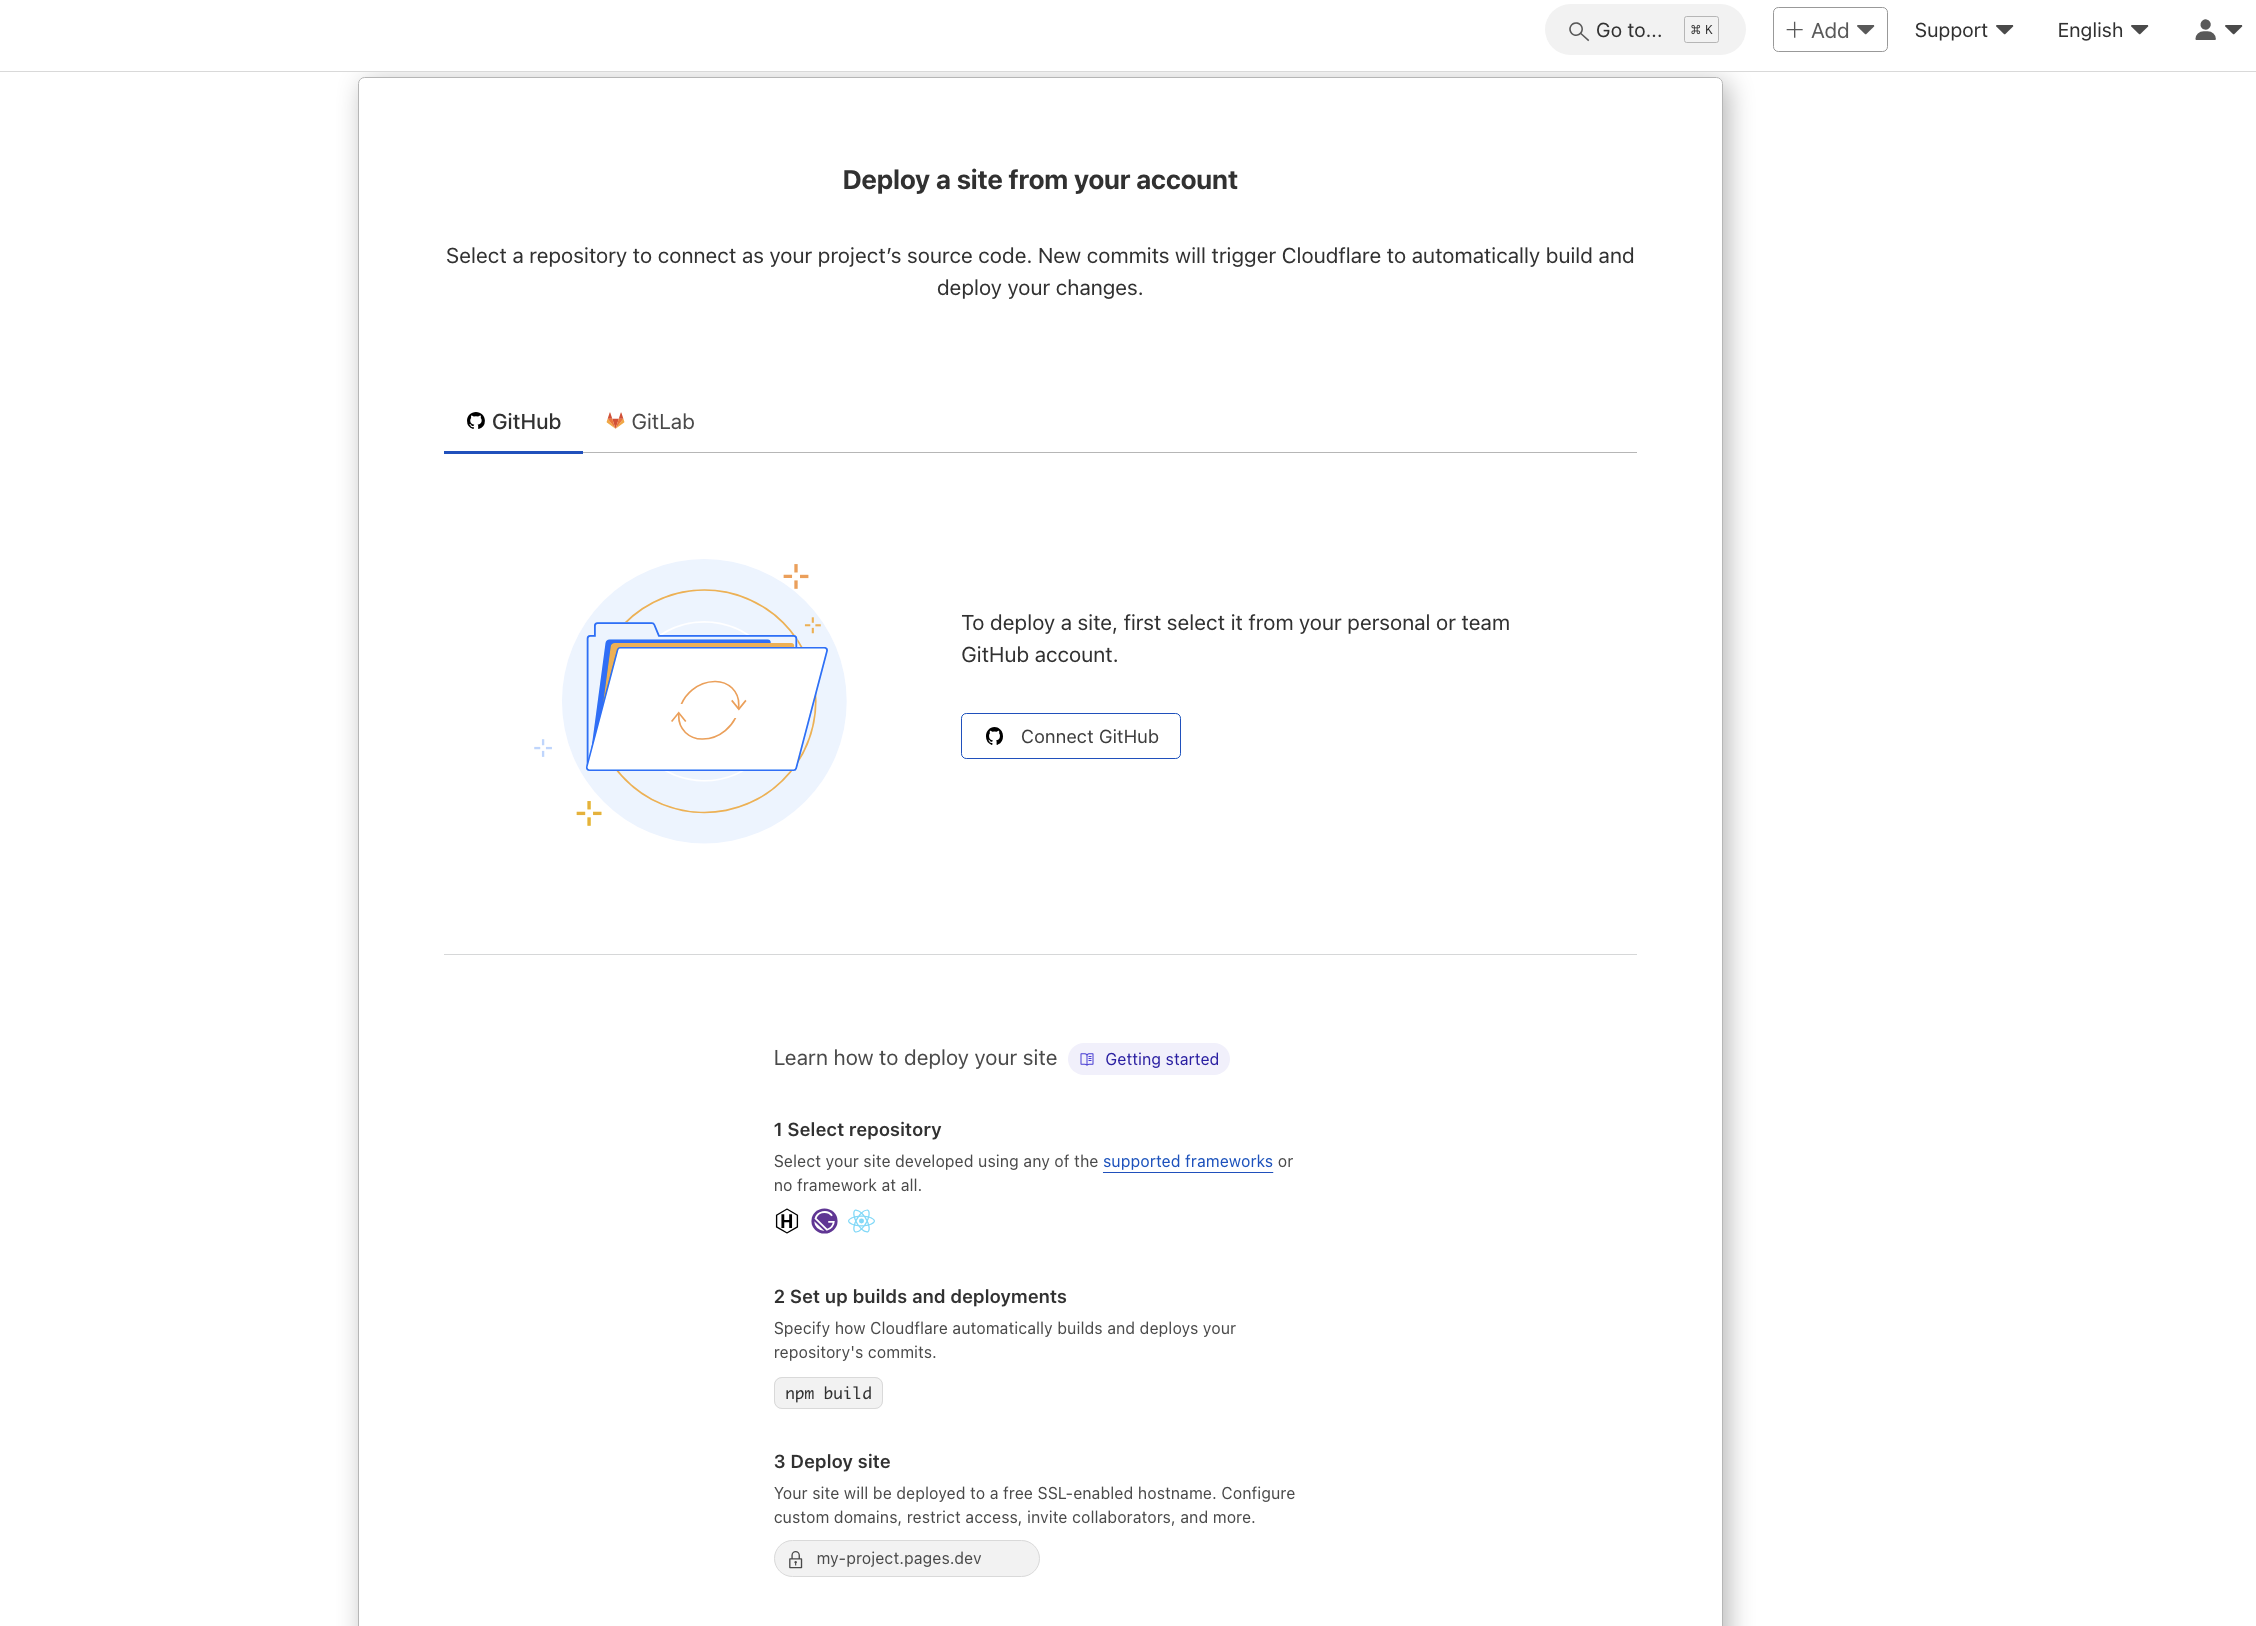 Go to... ⌘ K
Add
Support
English
Deploy a site from your account
Select a repository to connect as your project’s source code. New commits will trigger Cloudflare to automatically build and
deploy your changes.
GitHub
GitLab
To deploy a site, first select it from your personal or team
GitHub account.
Connect GitHub
Learn how to deploy your site
Getting started
1 Select repository
Select your site developed using any of the supported frameworks or
no framework at all.
2 Set up builds and deployments
Specify how Cloudflare automatically builds and deploys your
repository's commits.
npm build
3 Deploy site
Your site will be deployed to a free SSL-enabled hostname. Configure
custom domains, restrict access, invite collaborators, and more.
my-project.pages.dev